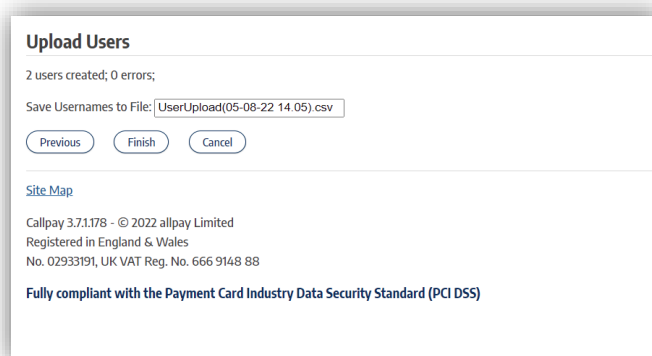 Upload Users
2 users created; 0 errors;
Save Usernames to File: UserUpload(05-08-22 14.05).csv
Previous Finish Cancel
Site Map
Callpay 3.7.1.178 - © 2022 allpay Limited
Registered in England & Wales
No. 02933191, UK VAT Reg. No. 666 9148 88
Fully compliant with the Payment Card Industry Data Security Standard (PCI DSS)